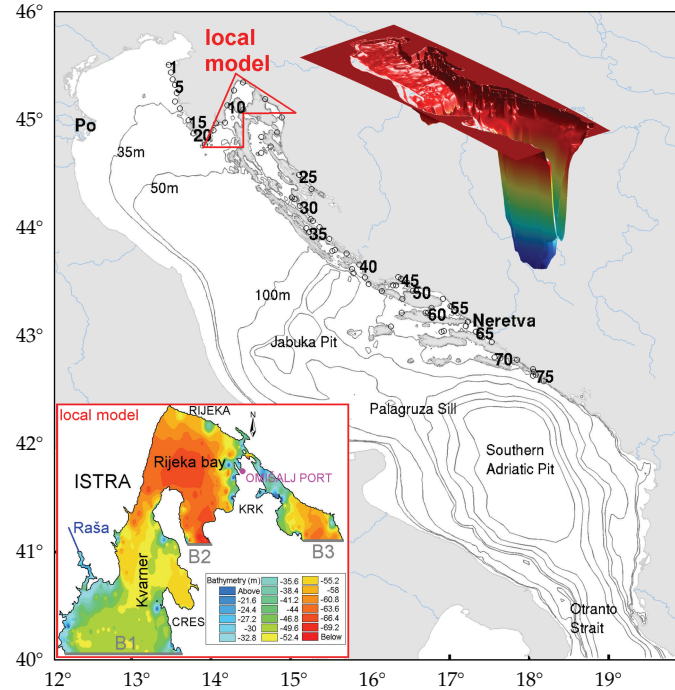 46°
45°
44°
43°
42°
41°
40°
12
13
14
15
16
17
18
19
local
model
1
5
10
15
20
25
30
35
40
45
50
55
60
65
70
75
Po
35m
50m
100m
Neretva
Jabuka Pit
Palagruza Sill
Southern
Adriatic Pit
Otranto
Strait
local model
RIJEKA
N
Rijeka bay
OMISALJ PORT
ISTRA
KRK
Raša
Kvarner
B2
B3
CRES
B1
Bathymetry (m)
Above
-21.6
-24.4
-27.2
-30
-32.8
-35.6
-38.4
-41.2
-44
-46.8
-49.6
-52.4
-55.2
-58
-60.8
-63.6
-66.4
-69.2
Below